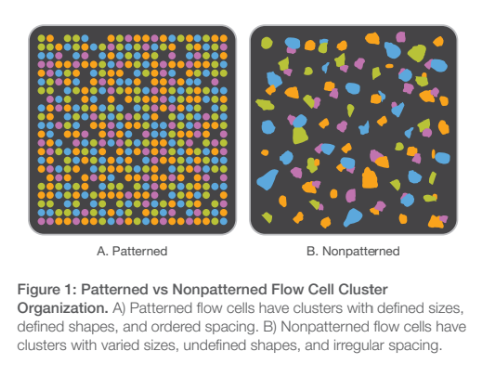 A. Patterned
B. Nonpatterned
Figure 1: Patterned vs Nonpatterned Flow Cell Cluster
Organization. A) Patterned flow cells have clusters with defined sizes,
defined shapes, and ordered spacing. B) Nonpatterned flow cells have
clusters with varied sizes, undefined shapes, and irregular spacing.